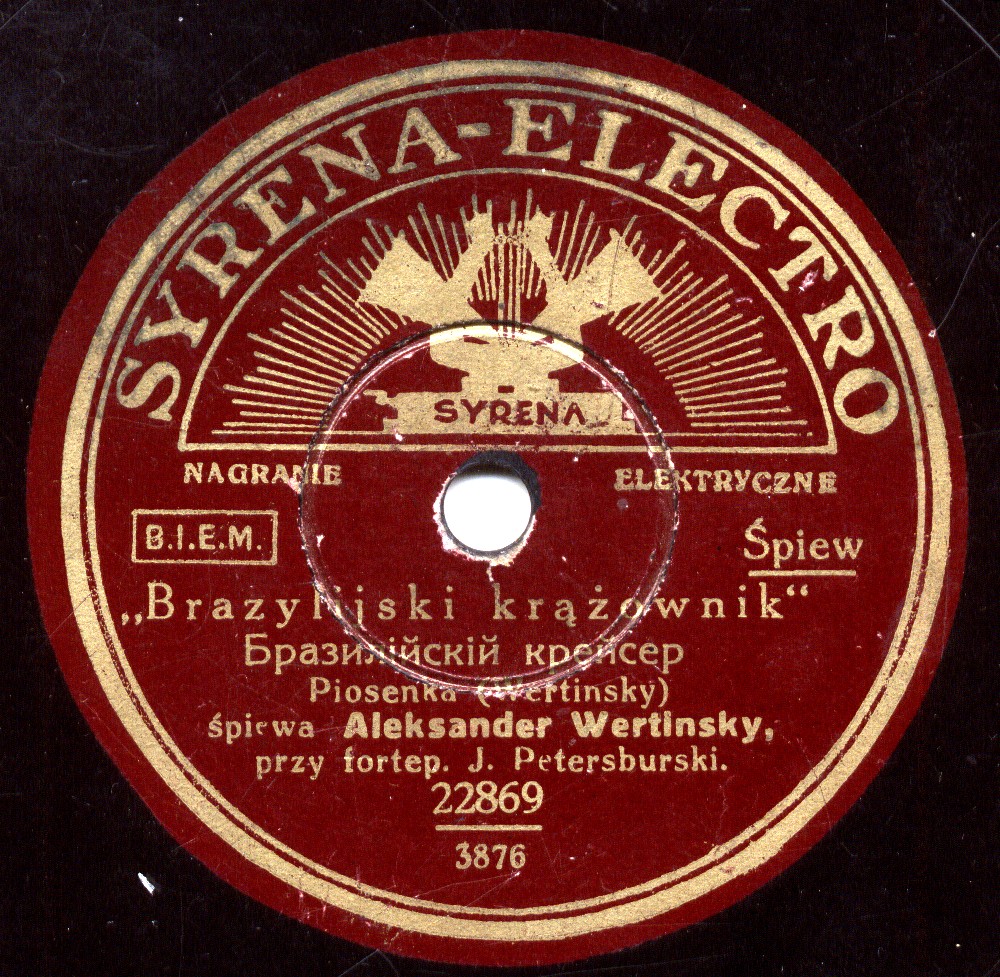 SYRENA-ELECTRO
SYRENA
NAGRANIE ELEKTRYCZNE
B.I.E.M. Śpiew
„Brazylijski krążownik“
Бразилійскій крейсер
Piosenka (Wertinsky)
śpiewa Aleksander Wertinsky,
przy fortep. J. Petersburski.
22869
3876